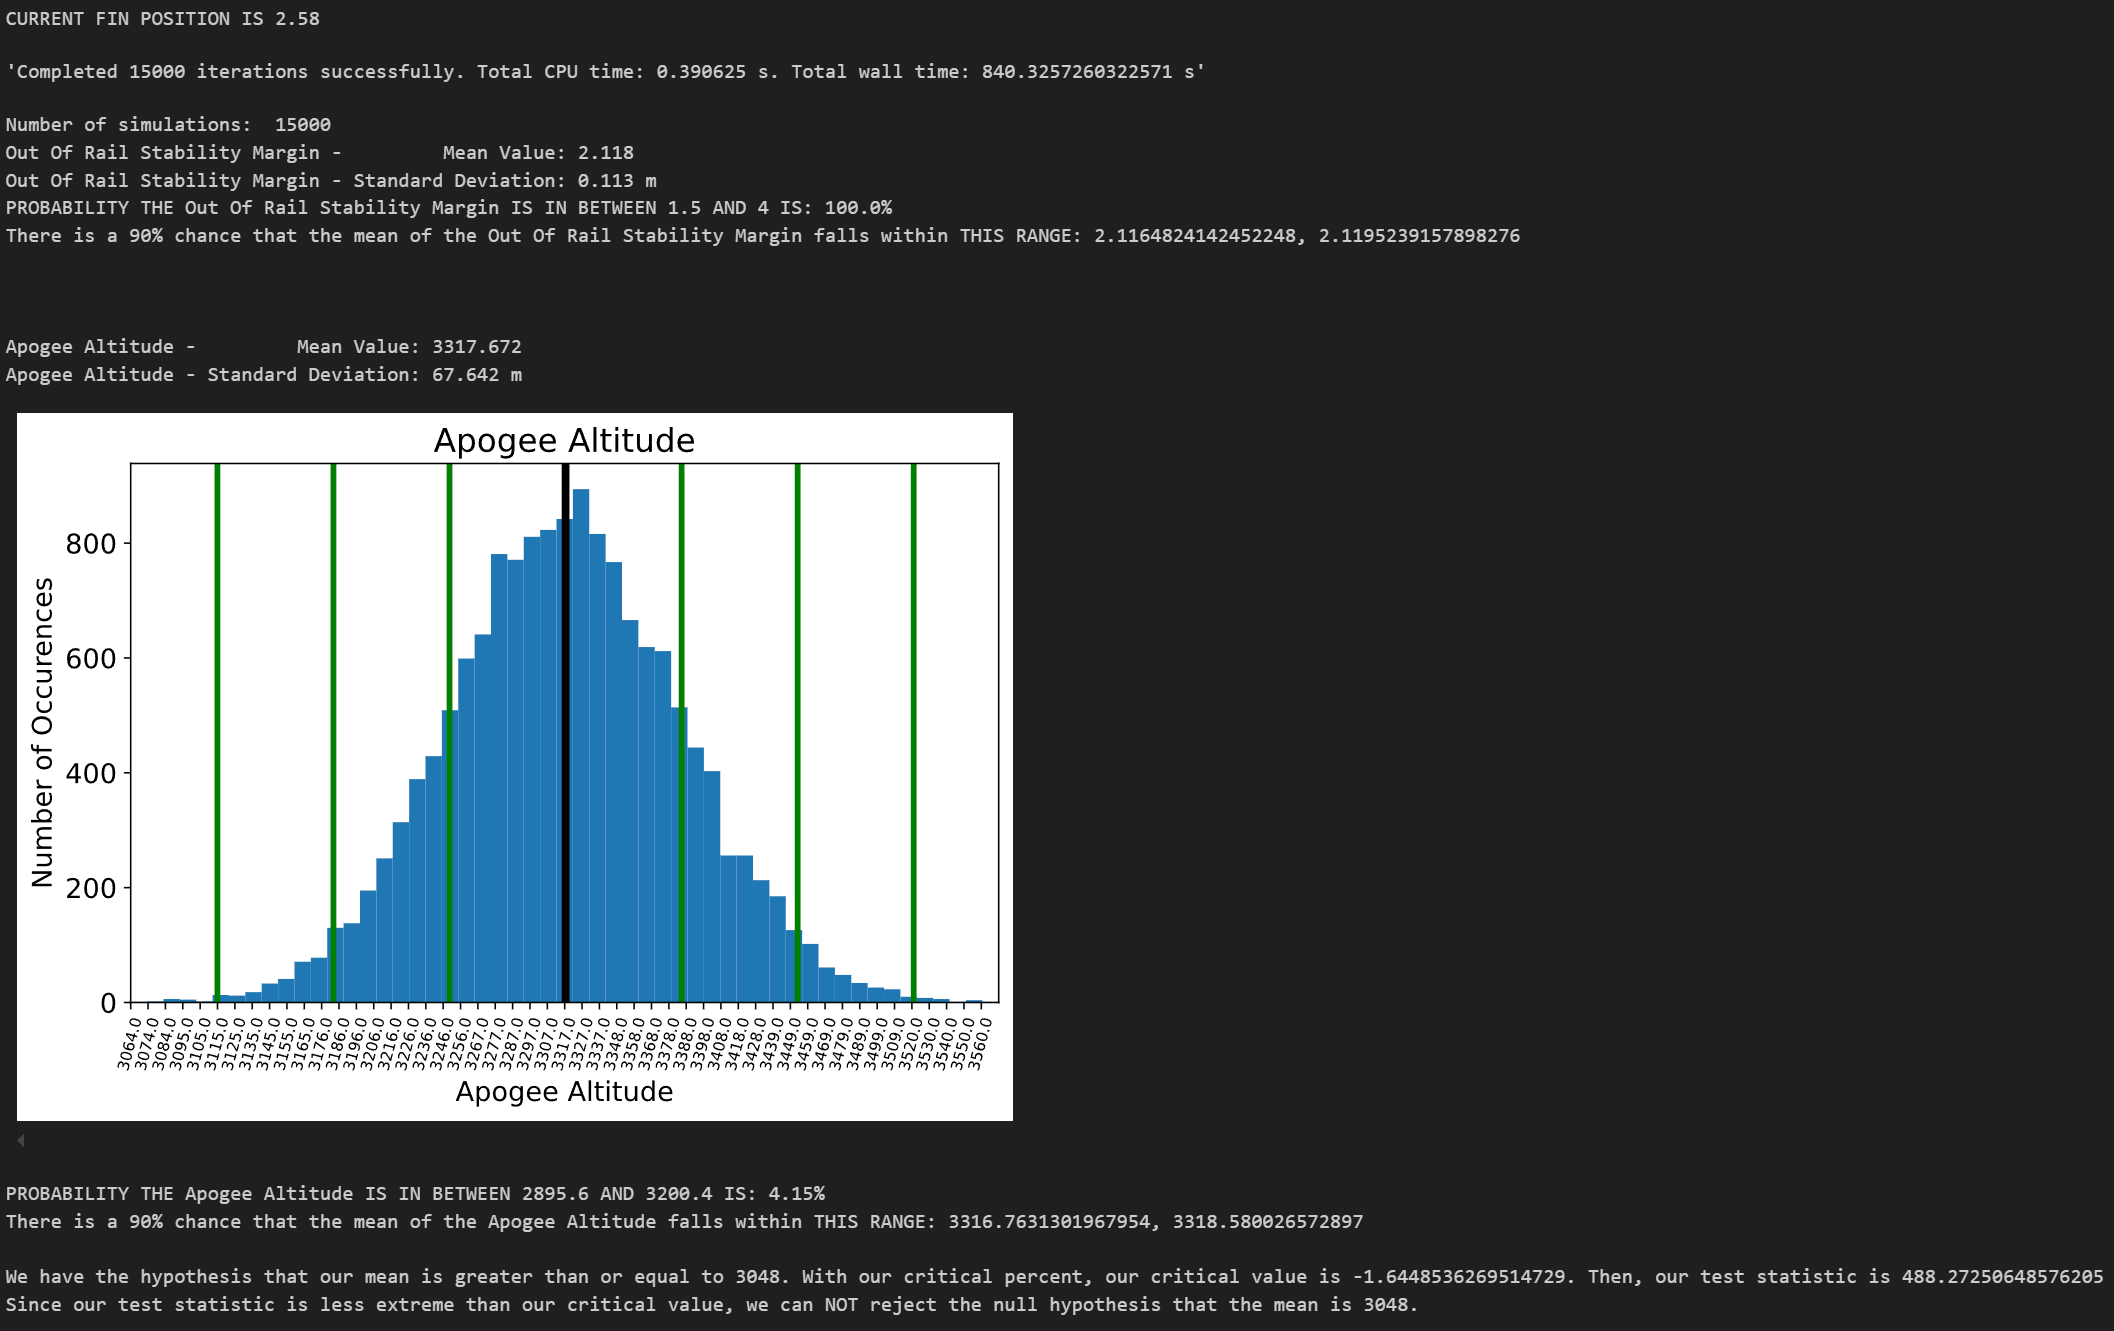 CURRENT FIN POSITION IS 2.58
'Completed 15000 iterations successfully. Total CPU time: 0.390625 s. Total wall time: 840.3257260322571 s'
Number of simulations:  15000
Out Of Rail Stability Margin -         Mean Value: 2.118
Out Of Rail Stability Margin - Standard Deviation: 0.113 m
PROBABILITY THE Out Of Rail Stability Margin IS IN BETWEEN 1.5 AND 4 IS: 100.0%
There is a 90% chance that the mean of the Out Of Rail Stability Margin falls within THIS RANGE: 2.1164824142452248, 2.1195239157898276
Apogee Altitude -         Mean Value: 3317.672
Apogee Altitude - Standard Deviation: 67.642 m
Apogee Altitude
Number of Occurences
800
600
400
200
0
3064.0 3074.0 3084.0 3095.0 3105.0 3115.0 3125.0 3135.0 3145.0 3155.0 3165.0 3176.0 3186.0 3196.0 3206.0 3216.0 3226.0 3236.0 3246.0 3256.0 3267.0 3277.0 3287.0 3297.0 3307.0 3317.0 3327.0 3337.0 3348.0 3358.0 3368.0 3378.0 3388.0 3398.0 3408.0 3418.0 3428.0 3439.0 3449.0 3459.0 3469.0 3479.0 3489.0 3499.0 3509.0 3520.0 3530.0 3540.0 3550.0 3560.0
Apogee Altitude
PROBABILITY THE Apogee Altitude IS IN BETWEEN 2895.6 AND 3200.4 IS: 4.15%
There is a 90% chance that the mean of the Apogee Altitude falls within THIS RANGE: 3316.7631301967954, 3318.580026572897
We have the hypothesis that our mean is greater than or equal to 3048. With our critical percent, our critical value is -1.6448536269514729. Then, our test statistic is 488.27250648576205
Since our test statistic is less extreme than our critical value, we can NOT reject the null hypothesis that the mean is 3048.